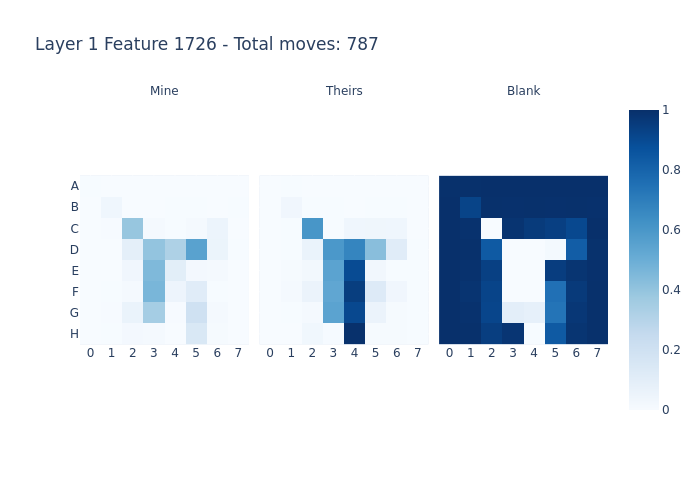 Layer 1 Feature 1726 - Total moves: 787
Mine
Theirs
Blank
1
0.8
0.6
0.4
0.2
0
A
B
C
D
E
F
G
H
0 1 2 3 4 5 6 7
0 1 2 3 4 5 6 7
0 1 2 3 4 5 6 7